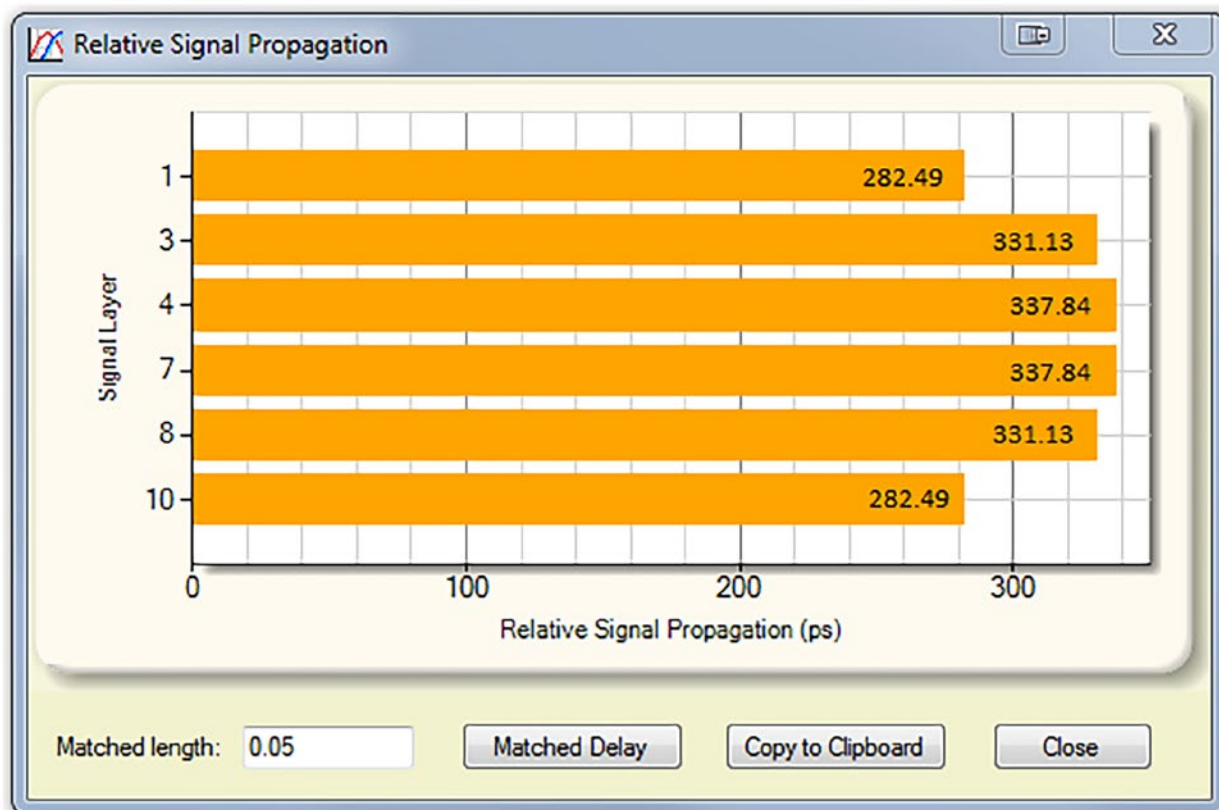 Relative Signal Propagation
Signal Layer
1
282.49
3
331.13
4
337.84
7
337.84
8
331.13
10
282.49
0 100 200 300
Relative Signal Propagation (ps)
Matched length: 0.05 Matched Delay Copy to Clipboard Close